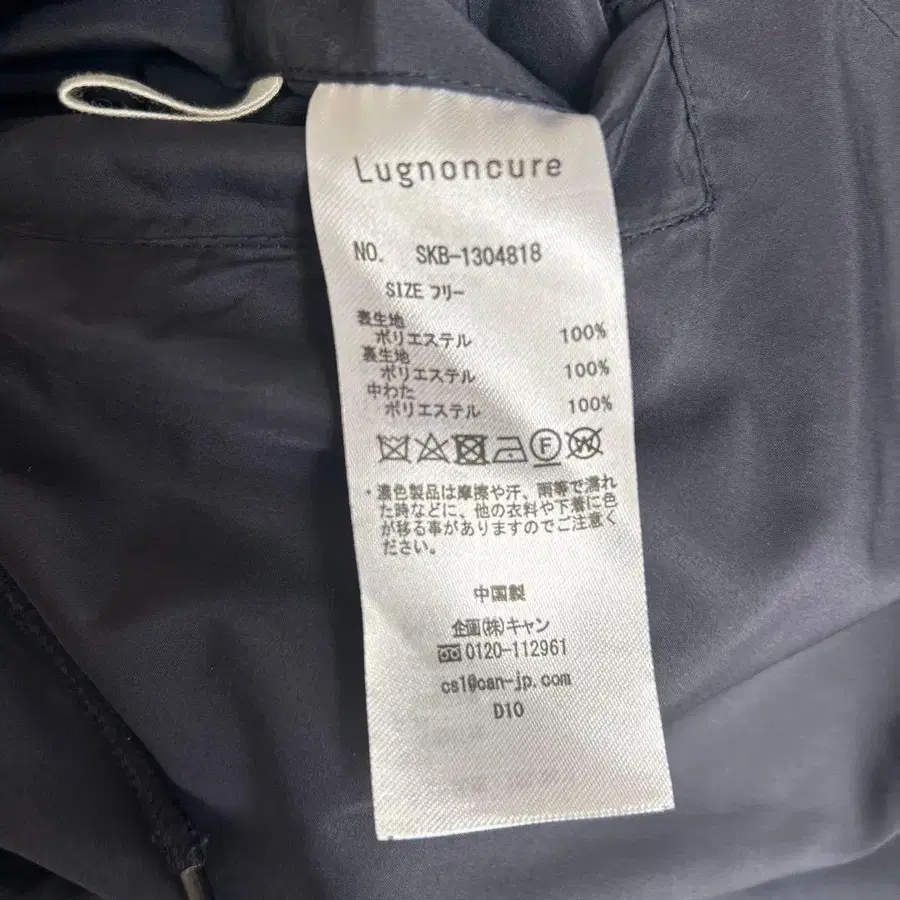 Lugnoncure
NO. SKB-1304818
SIZE フリー
表生地
ポリエステル 100%
裏生地
ポリエステル 100%
中わた
ポリエステル 100%
F W
・濃色製品は摩擦や汗、雨等で濡れ
た時などに、他の衣料や下着に色
が移る事がありますのでご注意く
ださい。
中国製
企画(株)キャン
0120-112961
cs1@can-jp.com
D10